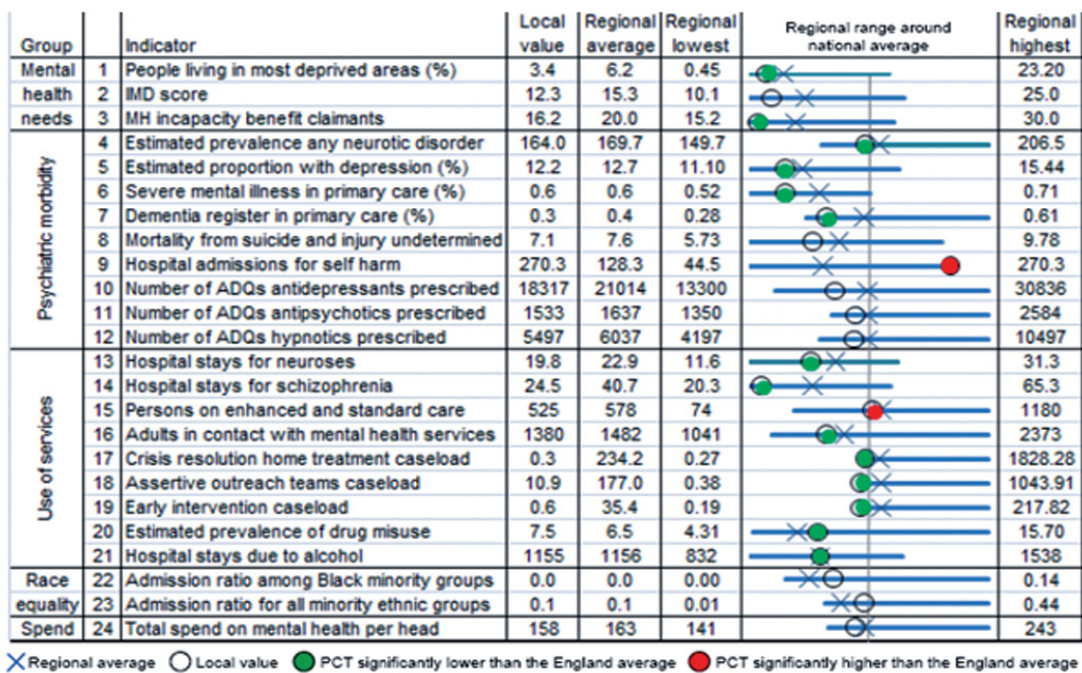 Group Indicator Local value Regional average Regional lowest Regional range around national average Regional highest
Mental health needs
1 People living in most deprived areas (%) 3.4 6.2 0.45 23.20
2 IMD score 12.3 15.3 10.1 25.0
3 MH incapacity benefit claimants 16.2 20.0 15.2 30.0
Psychiatric morbidity
4 Estimated prevalence any neurotic disorder 164.0 169.7 149.7 206.5
5 Estimated proportion with depression (%) 12.2 12.7 11.10 15.44
6 Severe mental illness in primary care (%) 0.6 0.6 0.52 0.71
7 Dementia register in primary care (%) 0.3 0.4 0.28 0.61
8 Mortality from suicide and injury undetermined 7.1 7.6 5.73 9.78
9 Hospital admissions for self harm 270.3 128.3 44.5 270.3
10 Number of ADQs antidepressants prescribed 18317 21014 13300 30836
11 Number of ADQs antipsychotics prescribed 1533 1637 1350 2584
12 Number of ADQs hypnotics prescribed 5497 6037 4197 10497
Use of services
13 Hospital stays for neuroses 19.8 22.9 11.6 31.3
14 Hospital stays for schizophrenia 24.5 40.7 20.3 65.3
15 Persons on enhanced and standard care 525 578 74 1180
16 Adults in contact with mental health services 1380 1482 1041 2373
17 Crisis resolution home treatment caseload 0.3 234.2 0.27 1828.28
18 Assertive outreach teams caseload 10.9 177.0 0.38 1043.91
19 Early intervention caseload 0.6 35.4 0.19 217.82
20 Estimated prevalence of drug misuse 7.5 6.5 4.31 15.70
21 Hospital stays due to alcohol 1155 1156 832 1538
Race equality
22 Admission ratio among Black minority groups 0.0 0.0 0.00 0.14
23 Admission ratio for all minority ethnic groups 0.1 0.1 0.01 0.44
Spend 24 Total spend on mental health per head 158 163 141 243
Regional average Local value PCT significantly lower than the England average PCT significantly higher than the England average